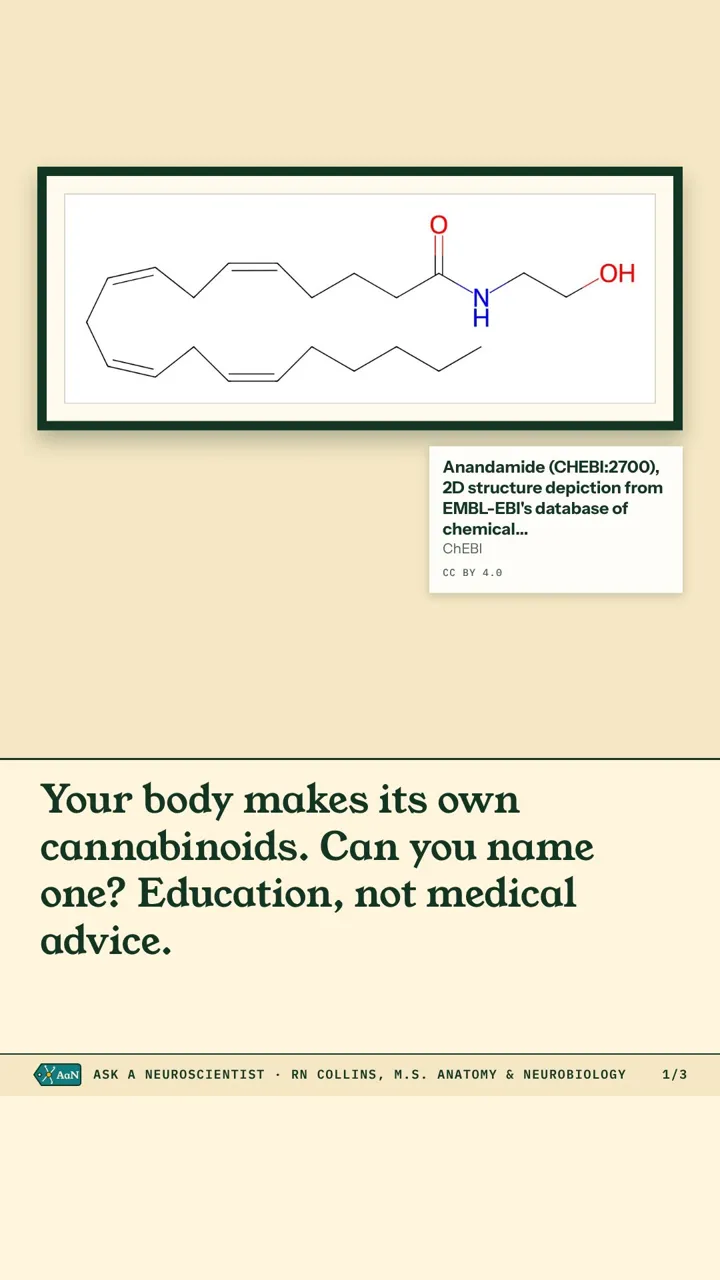 O
N
H
OH
Anandamide (CHEBI:2700),
2D structure depiction from
EMBL-EBI's database of
chemical...
ChEBI
CC BY 4.0
Your body makes its own
cannabinoids. Can you name
one? Education, not medical
advice.
AaN
ASK A NEUROSCIENTIST · RN COLLINS, M.S. ANATOMY & NEUROBIOLOGY
1/3